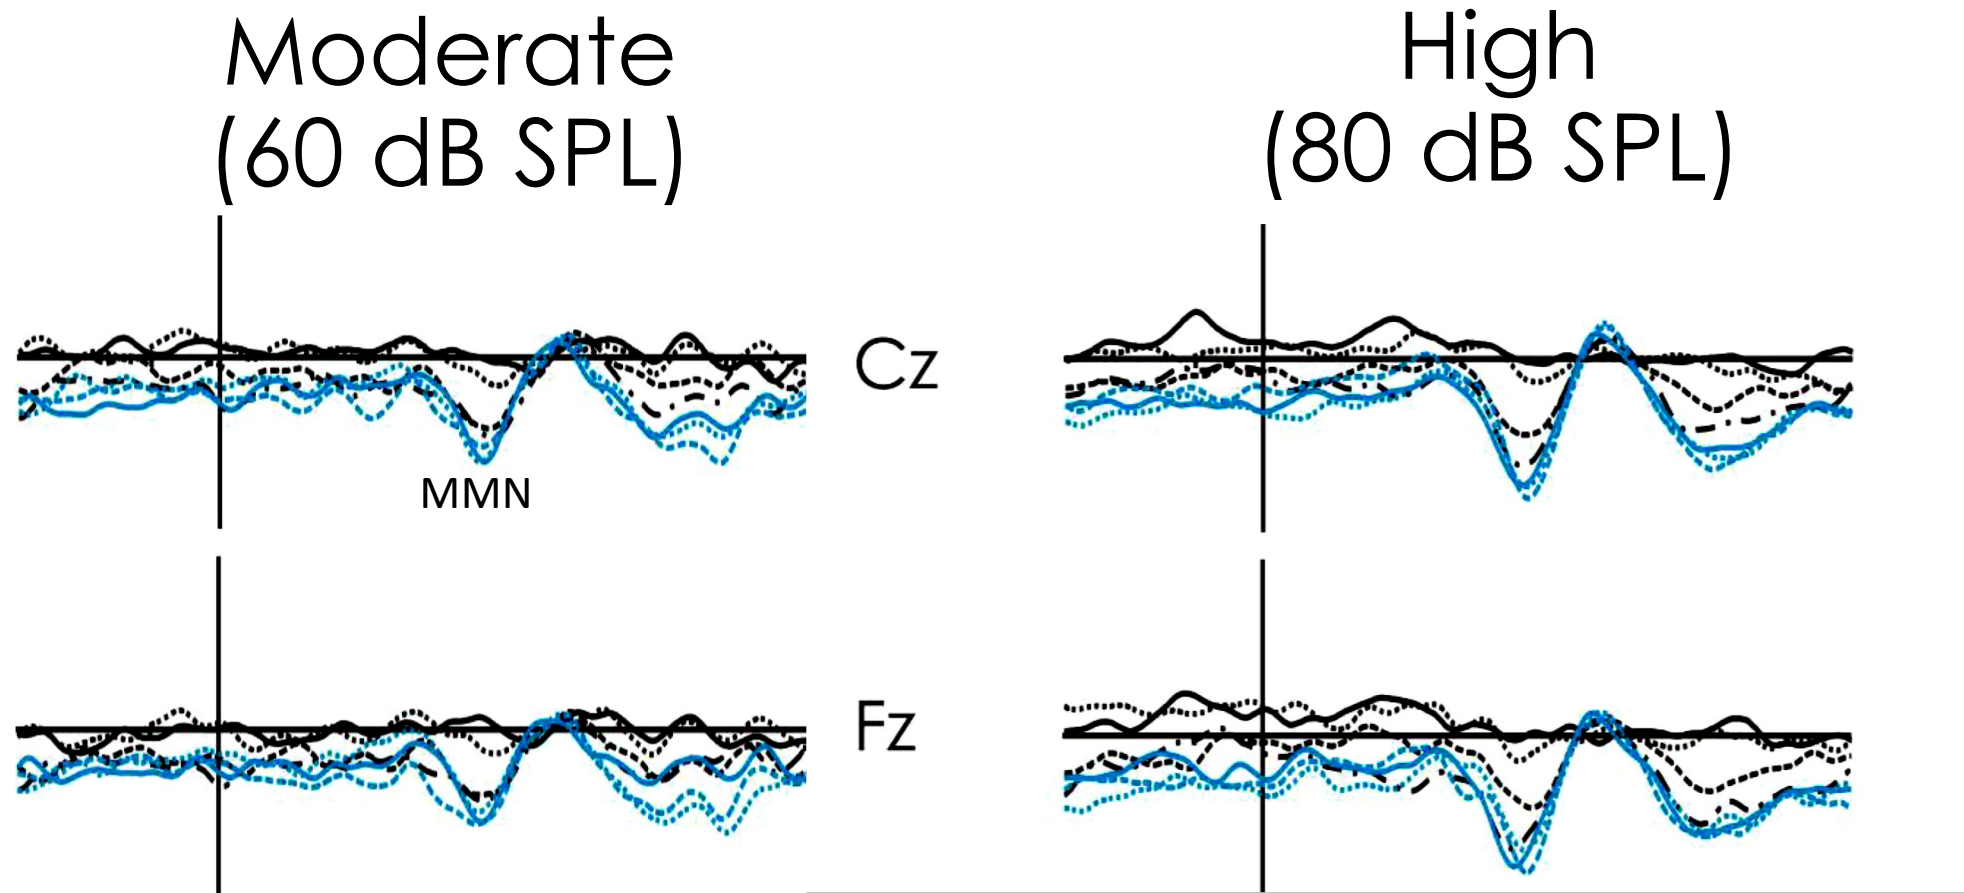 Moderate
(60 dB SPL)
High
(80 dB SPL)
Cz
MMN
Fz